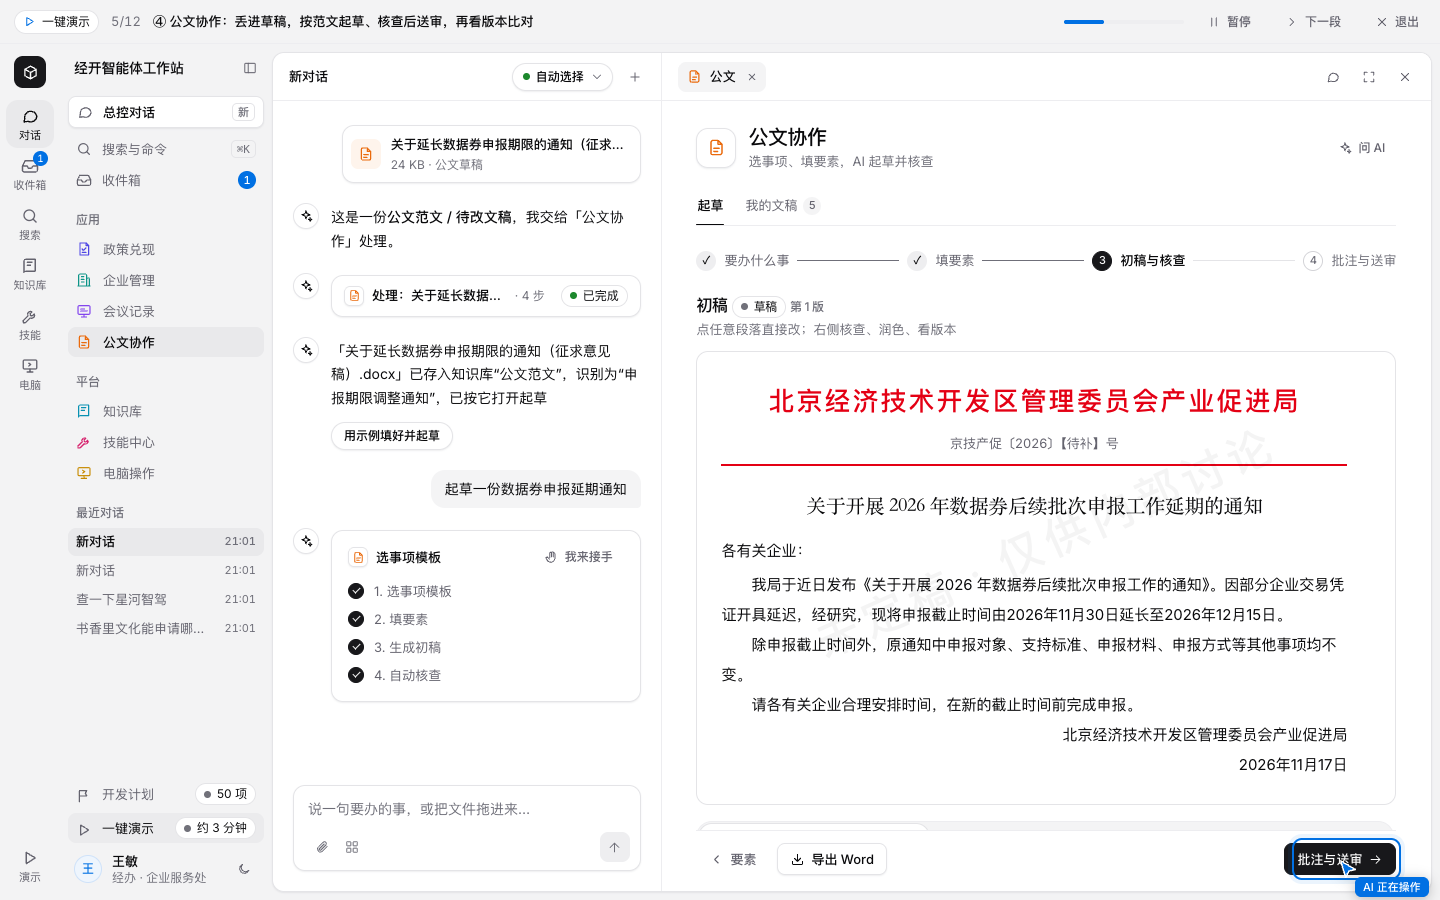 一键演示 5/12 ④ 公文协作：丢进草稿，按范文起草、核查后送审，再看版本比对 暂停 下一段 退出
对话
1
收件箱
搜索
知识库
技能
电脑
演示
经开智能体工作站
总控对话 新
搜索与命令 ⌘K
收件箱 1
应用
政策兑现
企业管理
会议记录
公文协作
平台
知识库
技能中心
电脑操作
最近对话
新对话 21:01
新对话 21:01
查一下星河智驾 21:01
书香里文化能申请哪... 21:01
开发计划 50 项
一键演示 约 3 分钟
王 王敏
经办 · 企业服务处
新对话 自动选择
关于延长数据券申报期限的通知（征求...
24 KB · 公文草稿
这是一份公文范文 / 待改文稿，我交给「公文协
作」处理。
处理：关于延长数据... · 4 步 已完成
「关于延长数据券申报期限的通知（征求意见
稿）.docx」已存入知识库“公文范文”，识别为“申
报期限调整通知”，已按它打开起草
用示例填好并起草
起草一份数据券申报延期通知
选事项模板 我来接手
1. 选事项模板
2. 填要素
3. 生成初稿
4. 自动核查
说一句要办的事，或把文件拖进来...
公文
公文协作
选事项、填要素，AI 起草并核查
问 AI
起草 我的文稿 5
要办什么事 填要素 3 初稿与核查 4 批注与送审
初稿 草稿 第 1 版
点任意段落直接改；右侧核查、润色、看版本
北京经济技术开发区管理委员会产业促进局
京技产促〔2026〕【待补】号
关于开展 2026 年数据券后续批次申报工作延期的通知
各有关企业：
我局于近日发布《关于开展 2026 年数据券后续批次申报工作的通知》。因部分企业交易凭
证开具延迟，经研究，现将申报截止时间由2026年11月30日延长至2026年12月15日。
除申报截止时间外，原通知中申报对象、支持标准、申报材料、申报方式等其他事项均不
变。
请各有关企业合理安排时间，在新的截止时间前完成申报。
北京经济技术开发区管理委员会产业促进局
2026年11月17日
仅供内部讨论
要素 导出 Word 批注与送审
AI 正在操作